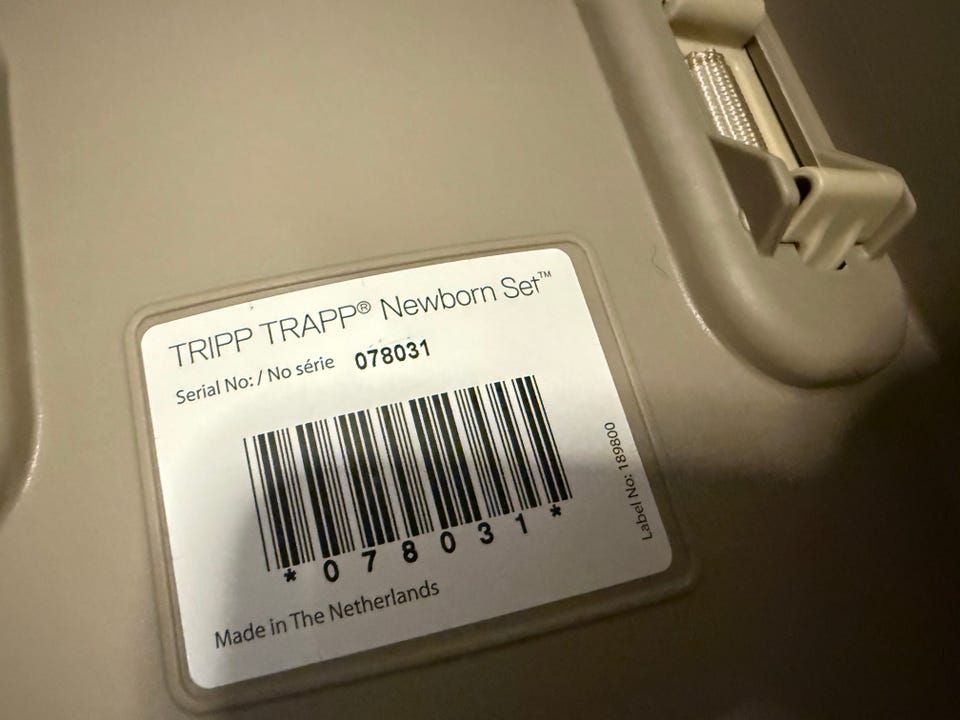 TRIPP TRAPP® Newborn Set™
Serial No: / No série 078031
*078031*
Label No: 189800
Made in The Netherlands